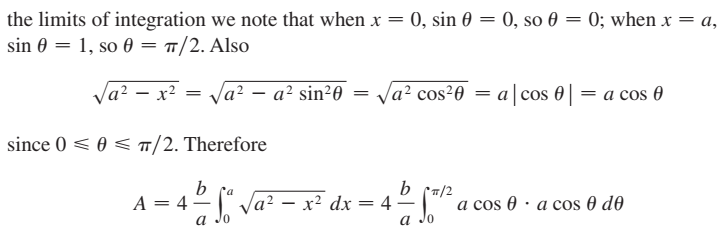 the limits of integration we note that when x = 0, sin θ = 0, so θ = 0; when x = a,
sin θ = 1, so θ = π/2. Also
√(a² − x²) = √(a² − a² sin²θ) = √(a² cos²θ) = a|cos θ| = a cos θ
since 0 ≤ θ ≤ π/2. Therefore
A = 4 b/a ∫₀ᵃ √(a² − x²) dx = 4 b/a ∫₀^(π/2) a cos θ · a cos θ dθ